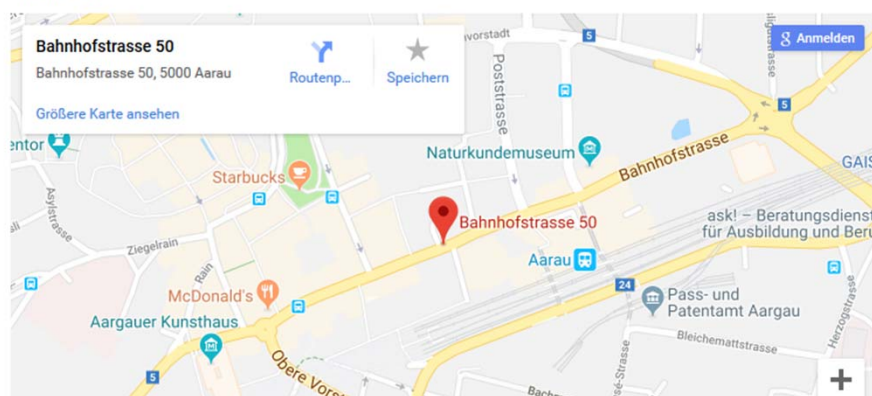 Bahnhofstrasse 50
Bahnhofstrasse 50, 5000 Aarau
Routenp...
Speichern
Größere Karte ansehen
Anmelden
5
Poststrasse
5
Naturkundemuseum
Bahnhofstrasse
GAIS
Starbucks
Asylstrasse
Bahnhofstrasse 50
ask! – Beratungsdienst
für Ausbildung und Beru
Ziegelrain
Rain
Aarau
24
McDonald's
Pass- und
Patentamt Aargau
Herzogstrasse
Aargauer Kunsthaus
Bleichemattstrasse
5
Obere Vorst
+